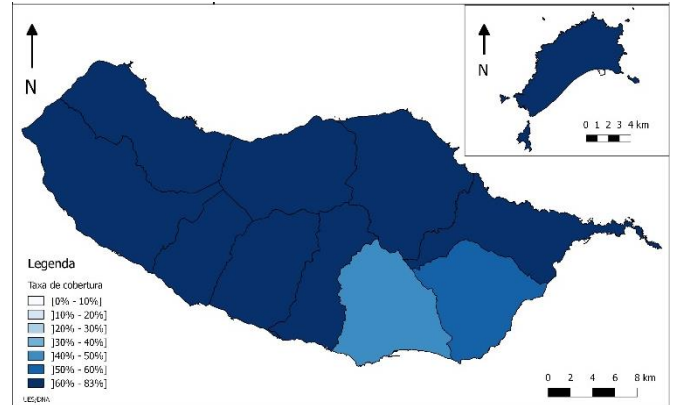 N
N
0 1 2 3 4 km
Legenda
Taxa de cobertura
[0% - 10%]
]10% - 20%]
]20% - 30%]
]30% - 40%]
]40% - 50%]
]50% - 60%]
]60% - 83%]
0 2 4 6 8 km